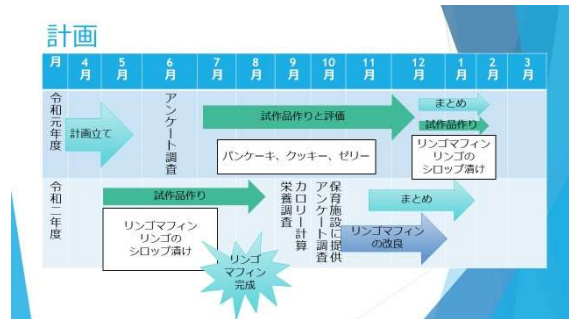 計画
月
4月
5月
6月
7月
8月
9月
10月
11月
12月
1月
2月
3月
令和元年度
計画立て
アンケート調査
試作品作りと評価
パンケーキ、クッキー、ゼリー
まとめ
試作品作り
リンゴマフィン
リンゴの
シロップ漬け
令和二年度
試作品作り
リンゴマフィン
リンゴの
シロップ漬け
リンゴ
マフィン
完成
カロリー計算
栄養調査
保育施設に提供
アンケート調査
まとめ
リンゴマフィン
の改良